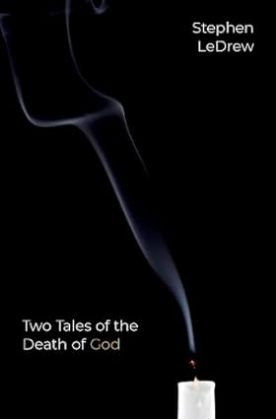 Stephen
LeDrew
Two Tales of the
Death of God